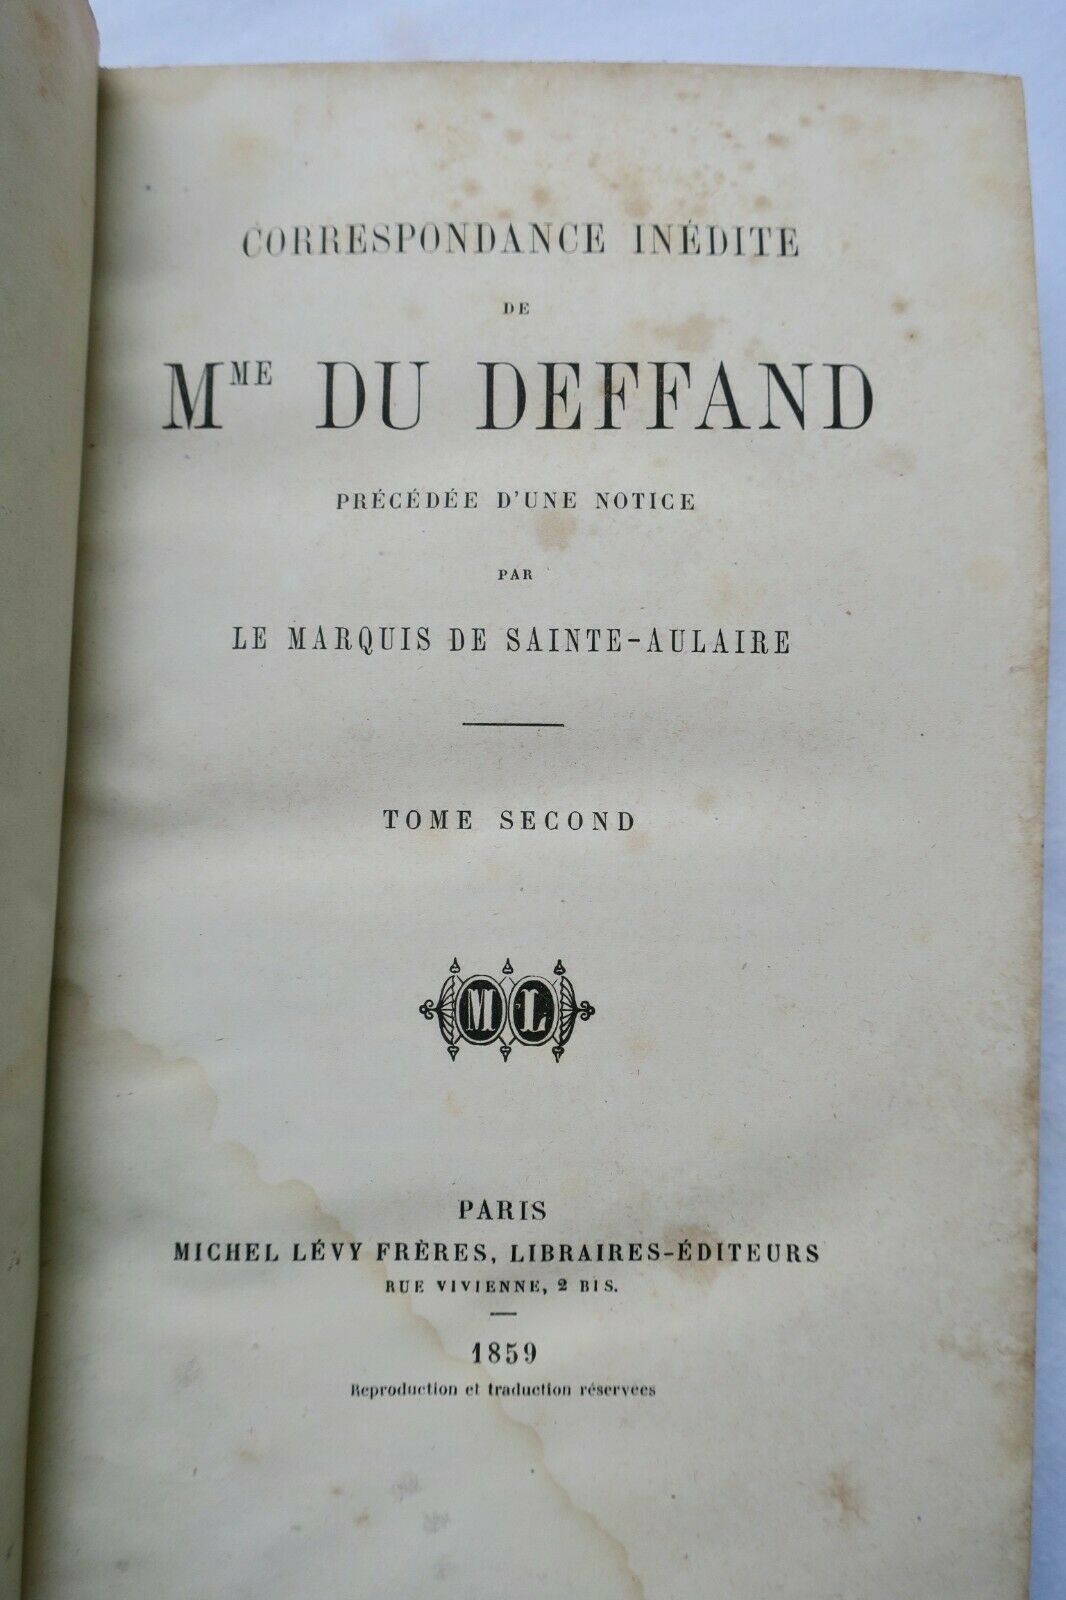 CORRESPONDANCE INÉDITE
DE
MME DU DEFFAND
PRÉCÉDÉE D'UNE NOTICE
PAR
LE MARQUIS DE SAINTE-AULAIRE
TOME SECOND
ML
PARIS
MICHEL LÉVY FRÈRES, LIBRAIRES-ÉDITEURS
RUE VIVIENNE, 2 BIS.
1859
Reproduction et traduction réservées